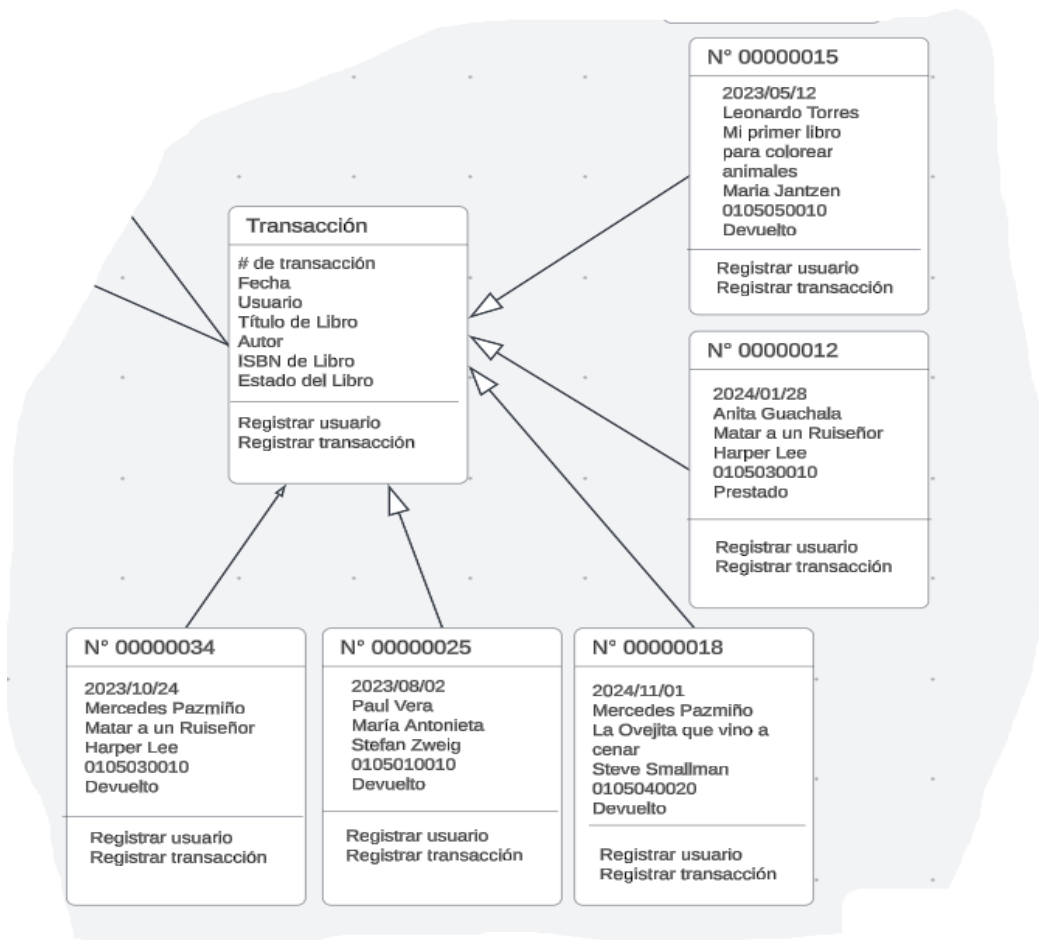 N° 00000015
2023/05/12
Leonardo Torres
Mi primer libro
para colorear
animales
Maria Jantzen
0105050010
Devuelto
Registrar usuario
Registrar transacción
Transacción
# de transacción
Fecha
Usuario
Título de Libro
Autor
ISBN de Libro
Estado del Libro
Registrar usuario
Registrar transacción
N° 00000012
2024/01/28
Anita Guachala
Matar a un Ruiseñor
Harper Lee
0105030010
Prestado
Registrar usuario
Registrar transacción
N° 00000034
2023/10/24
Mercedes Pazmiño
Matar a un Ruiseñor
Harper Lee
0105030010
Devuelto
Registrar usuario
Registrar transacción
N° 00000025
2023/08/02
Paul Vera
María Antonieta
Stefan Zweig
0105010010
Devuelto
Registrar usuario
Registrar transacción
N° 00000018
2024/11/01
Mercedes Pazmiño
La Ovejita que vino a
cenar
Steve Smallman
0105040020
Devuelto
Registrar usuario
Registrar transacción